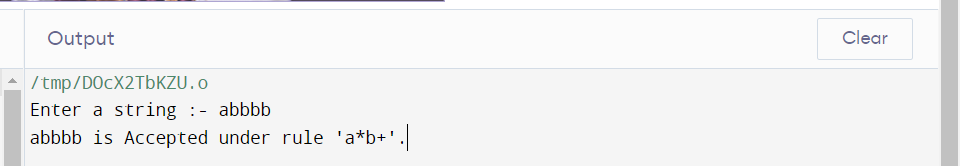 Output
Clear
/tmp/DOcX2TbKZU.o
Enter a string :- abbbb
abbbb is Accepted under rule 'a*b+'.